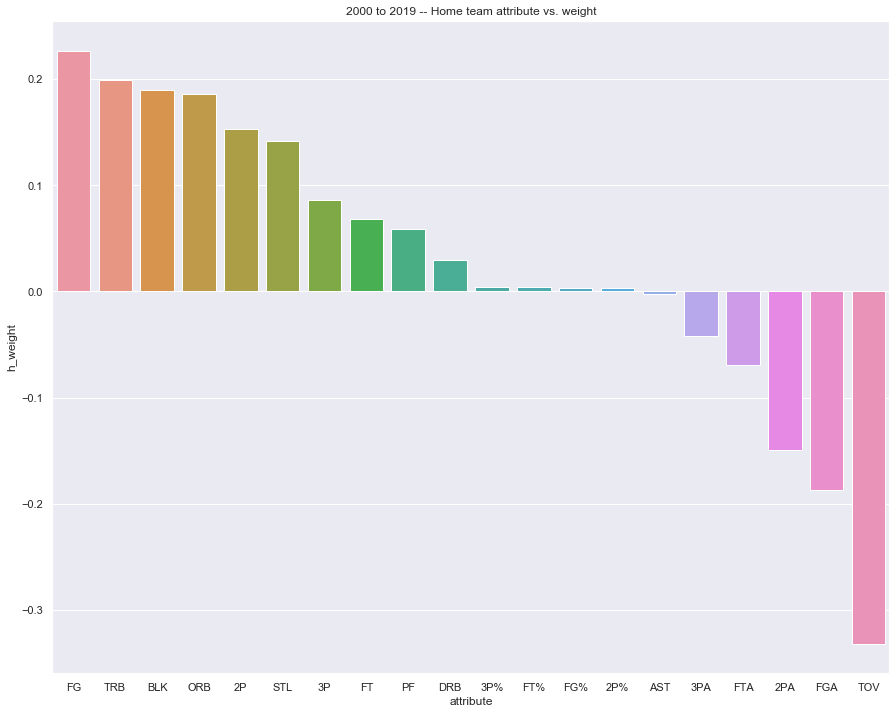 2000 to 2019 -- Home team attribute vs. weight
h_weight
0.2
0.1
0.0
−0.1
−0.2
−0.3
FG TRB BLK ORB 2P STL 3P FT PF DRB 3P% FT% FG% 2P% AST 3PA FTA 2PA FGA TOV
attribute